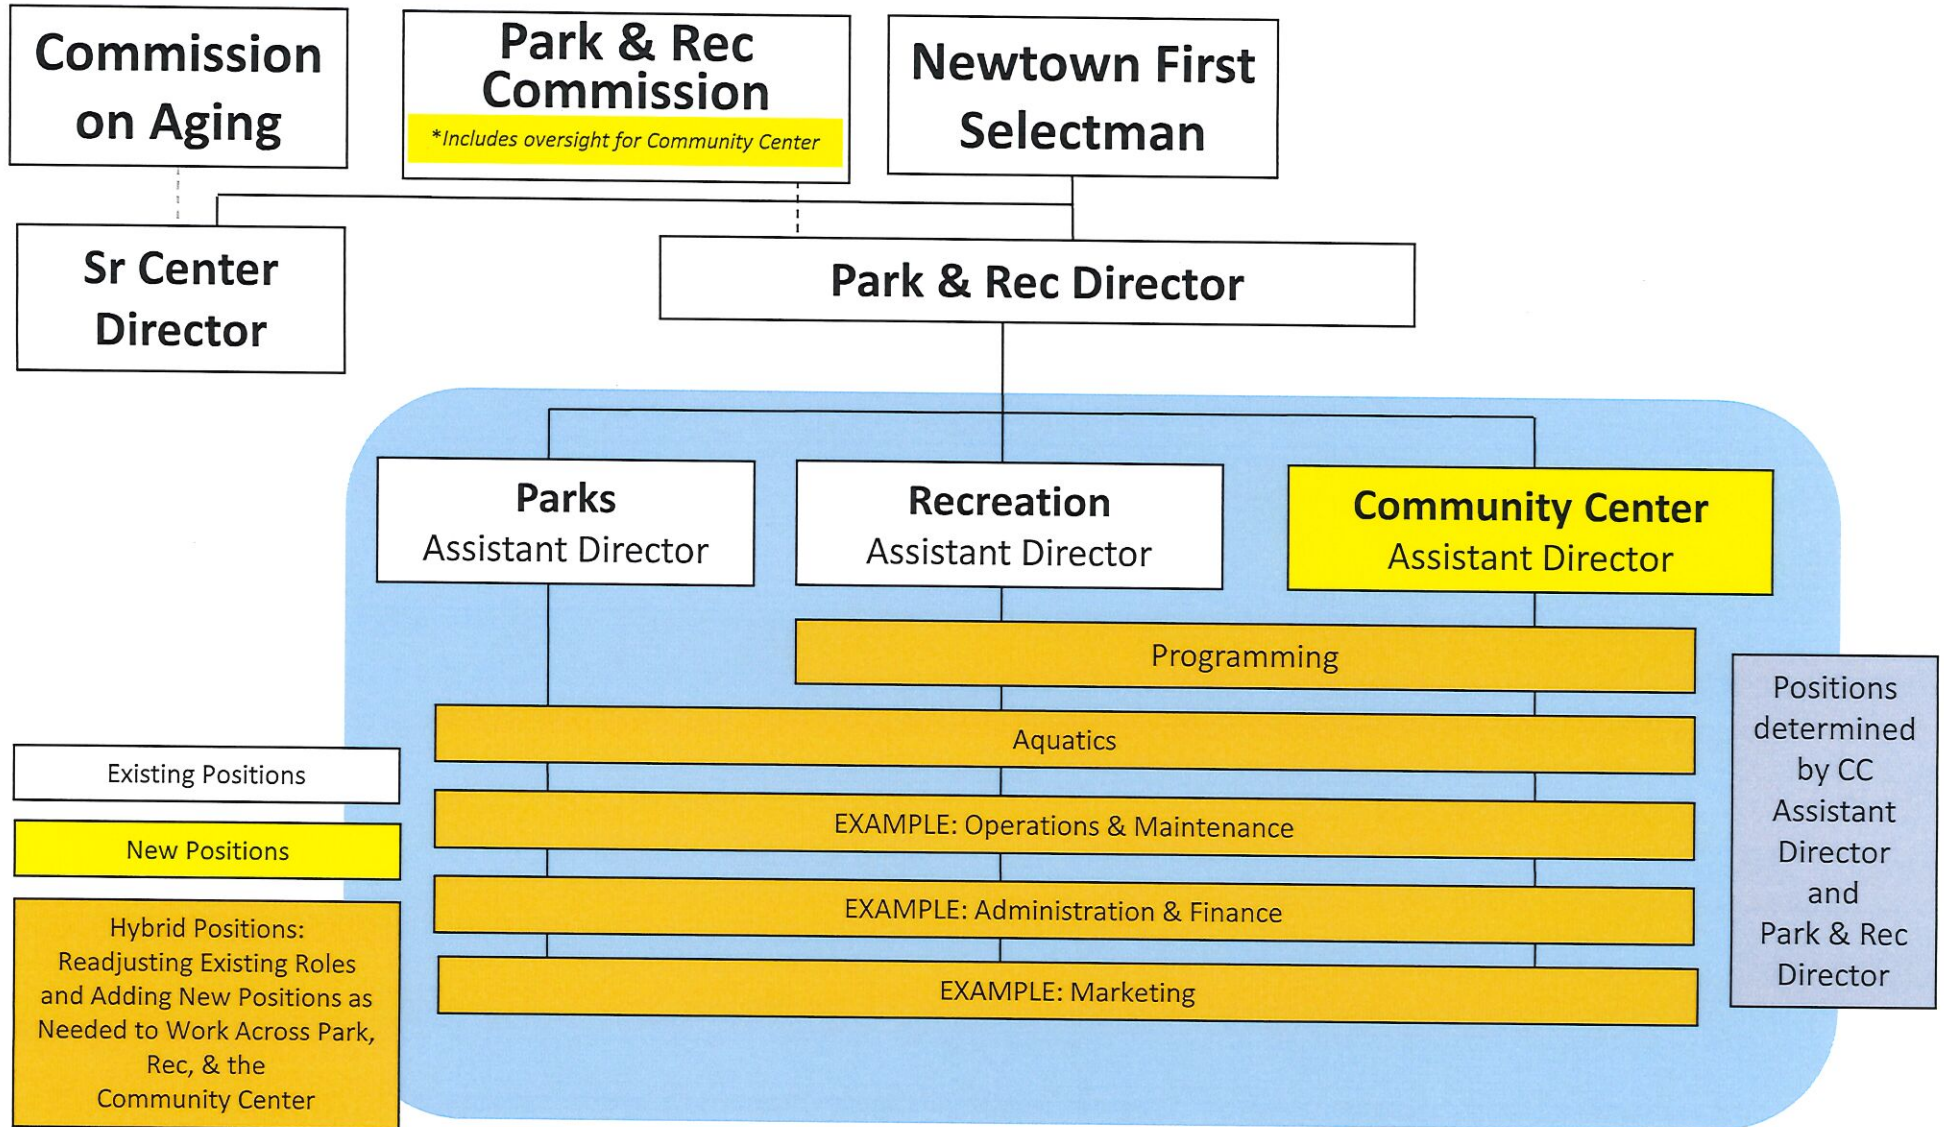 Commission
on Aging
Park & Rec
Commission
*Includes oversight for Community Center
Newtown First
Selectman
Sr Center
Director
Park & Rec Director
Parks
Assistant Director
Recreation
Assistant Director
Community Center
Assistant Director
Programming
Aquatics
EXAMPLE: Operations & Maintenance
EXAMPLE: Administration & Finance
EXAMPLE: Marketing
Positions
determined
by CC
Assistant
Director
and
Park & Rec
Director
Existing Positions
New Positions
Hybrid Positions:
Readjusting Existing Roles
and Adding New Positions as
Needed to Work Across Park,
Rec, & the
Community Center